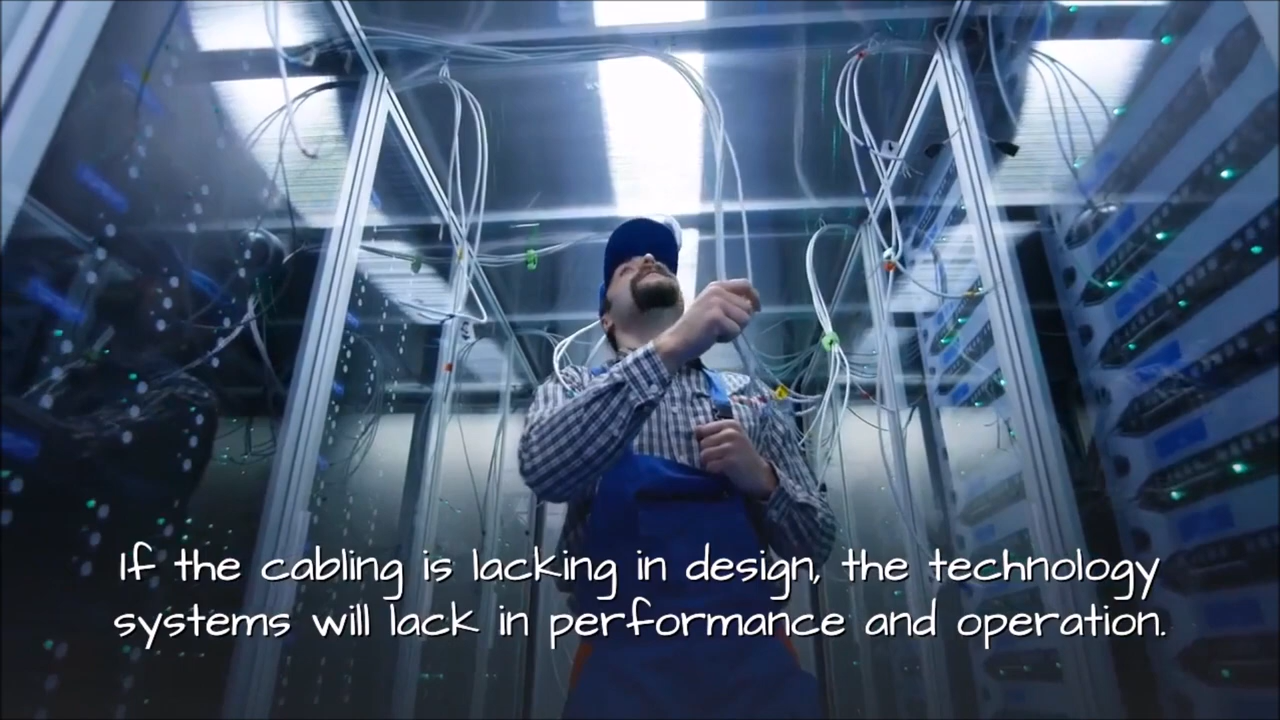 If the cabling is lacking in design, the technology
systems will lack in performance and operation.